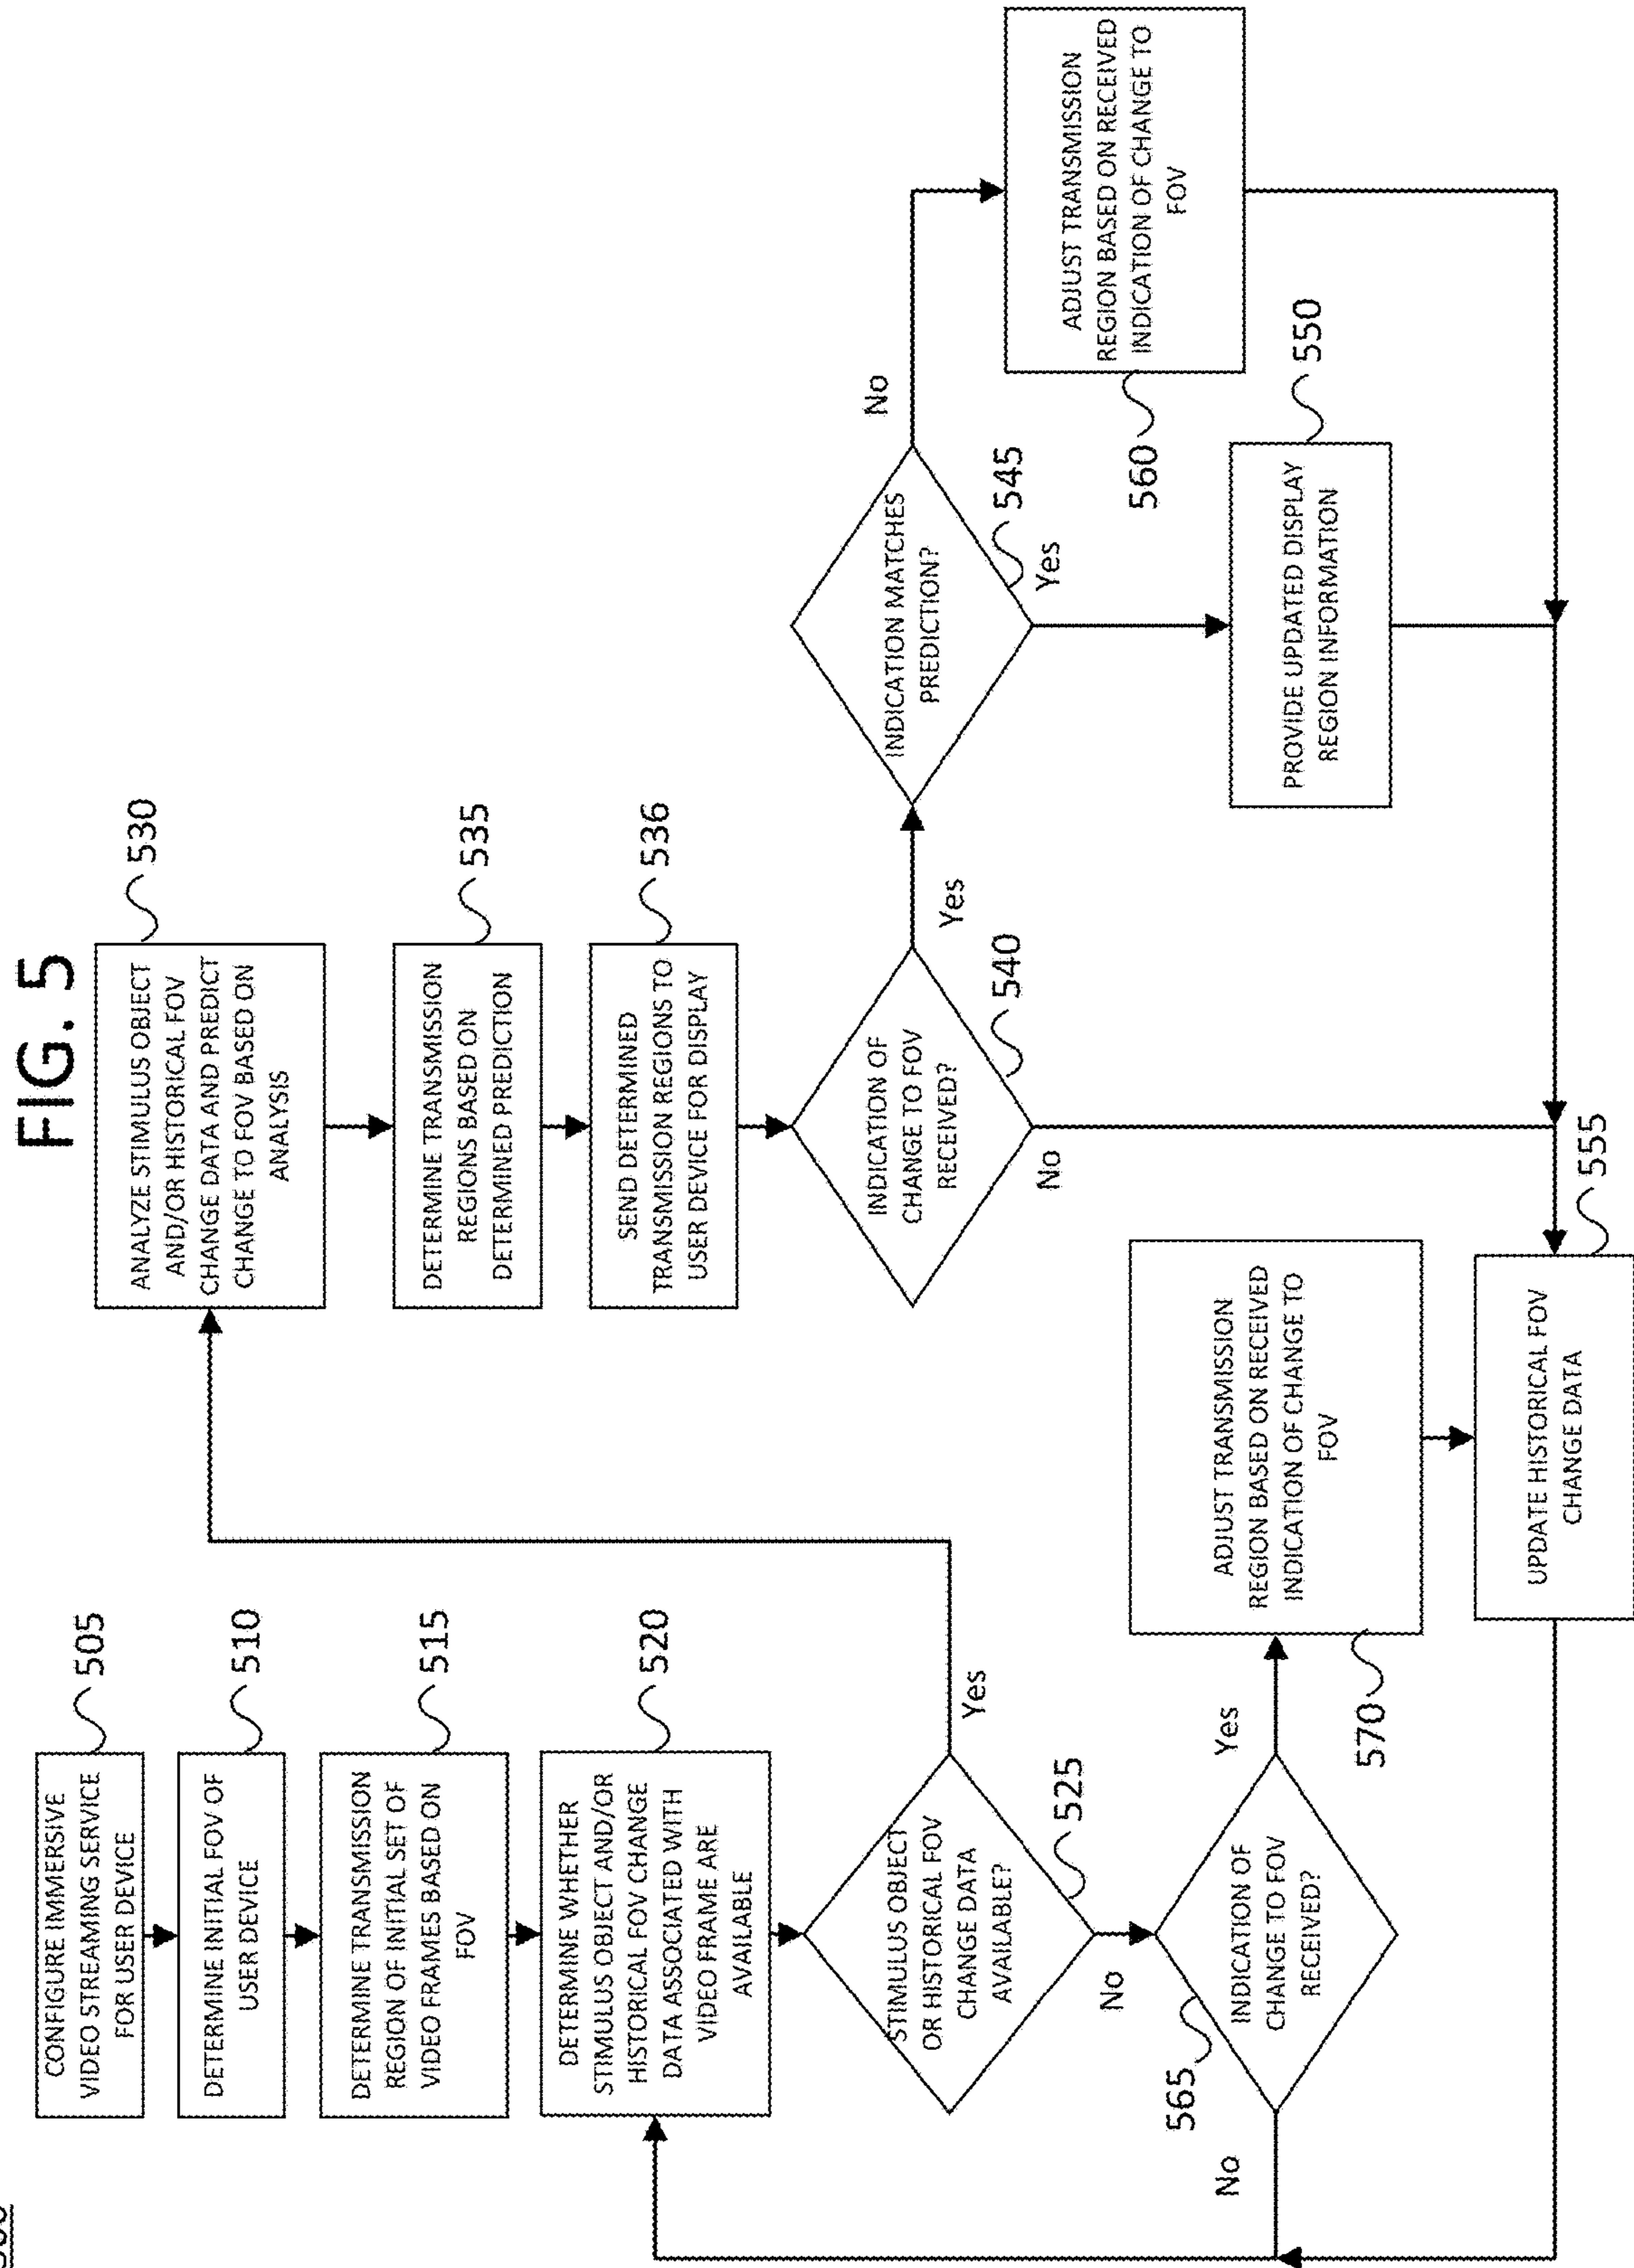 FIG. 5
CONFIGURE IMMERSIVE
VIDEO STREAMING SERVICE
FOR USER DEVICE
505
DETERMINE INITIAL FOV OF
USER DEVICE
510
DETERMINE TRANSMISSION
REGION OF INITIAL SET OF
VIDEO FRAMES BASED ON
FOV
515
DETERMINE WHETHER
STIMULUS OBJECT AND/OR
HISTORICAL FOV CHANGE
DATA ASSOCIATED WITH
VIDEO FRAME ARE
AVAILABLE
520
STIMULUS OBJECT
OR HISTORICAL FOV
CHANGE DATA
AVAILABLE?
525
Yes
No
INDICATION OF
CHANGE TO FOV
RECEIVED?
565
Yes
No
ADJUST TRANSMISSION
REGION BASED ON RECEIVED
INDICATION OF CHANGE TO
FOV
570
UPDATE HISTORICAL FOV
CHANGE DATA
555
ANALYZE STIMULUS OBJECT
AND/OR HISTORICAL FOV
CHANGE DATA AND PREDICT
CHANGE TO FOV BASED ON
ANALYSIS
530
DETERMINE TRANSMISSION
REGIONS BASED ON
DETERMINED PREDICTION
535
SEND DETERMINED
TRANSMISSION REGIONS TO
USER DEVICE FOR DISPLAY
536
INDICATION OF
CHANGE TO FOV
RECEIVED?
540
Yes
No
INDICATION MATCHES
PREDICTION?
545
Yes
No
PROVIDE UPDATED DISPLAY
REGION INFORMATION
550
ADJUST TRANSMISSION
REGION BASED ON RECEIVED
INDICATION OF CHANGE TO
FOV
560